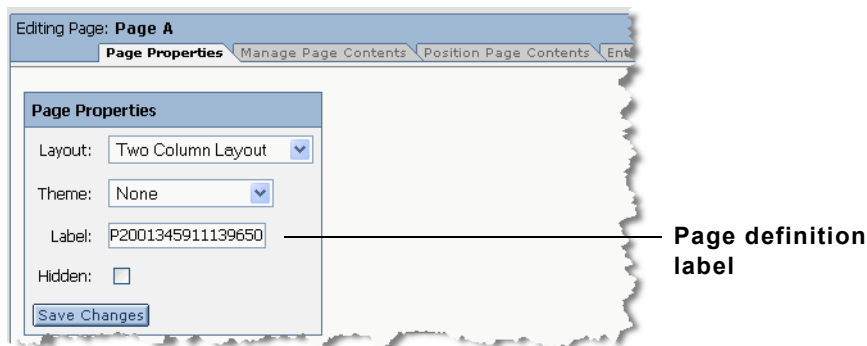 Editing Page: Page A
Page Properties Manage Page Contents Position Page Contents
Page Properties
Layout: Two Column Layout
Theme: None
Label: P2001345911139650
Page definition
label
Hidden:
Save Changes